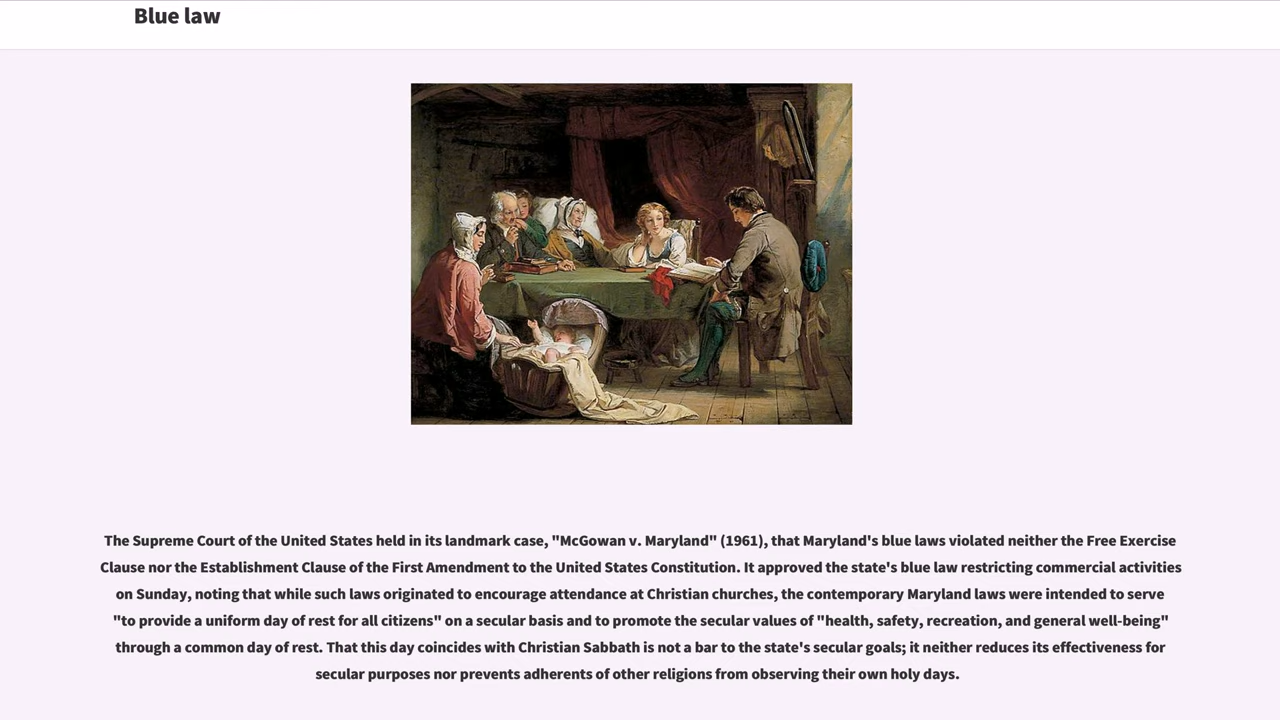 Blue law
The Supreme Court of the United States held in its landmark case, "McGowan v. Maryland" (1961), that Maryland's blue laws violated neither the Free Exercise
Clause nor the Establishment Clause of the First Amendment to the United States Constitution. It approved the state's blue law restricting commercial activities
on Sunday, noting that while such laws originated to encourage attendance at Christian churches, the contemporary Maryland laws were intended to serve
"to provide a uniform day of rest for all citizens" on a secular basis and to promote the secular values of "health, safety, recreation, and general well-being"
through a common day of rest. That this day coincides with Christian Sabbath is not a bar to the state's secular goals; it neither reduces its effectiveness for
secular purposes nor prevents adherents of other religions from observing their own holy days.